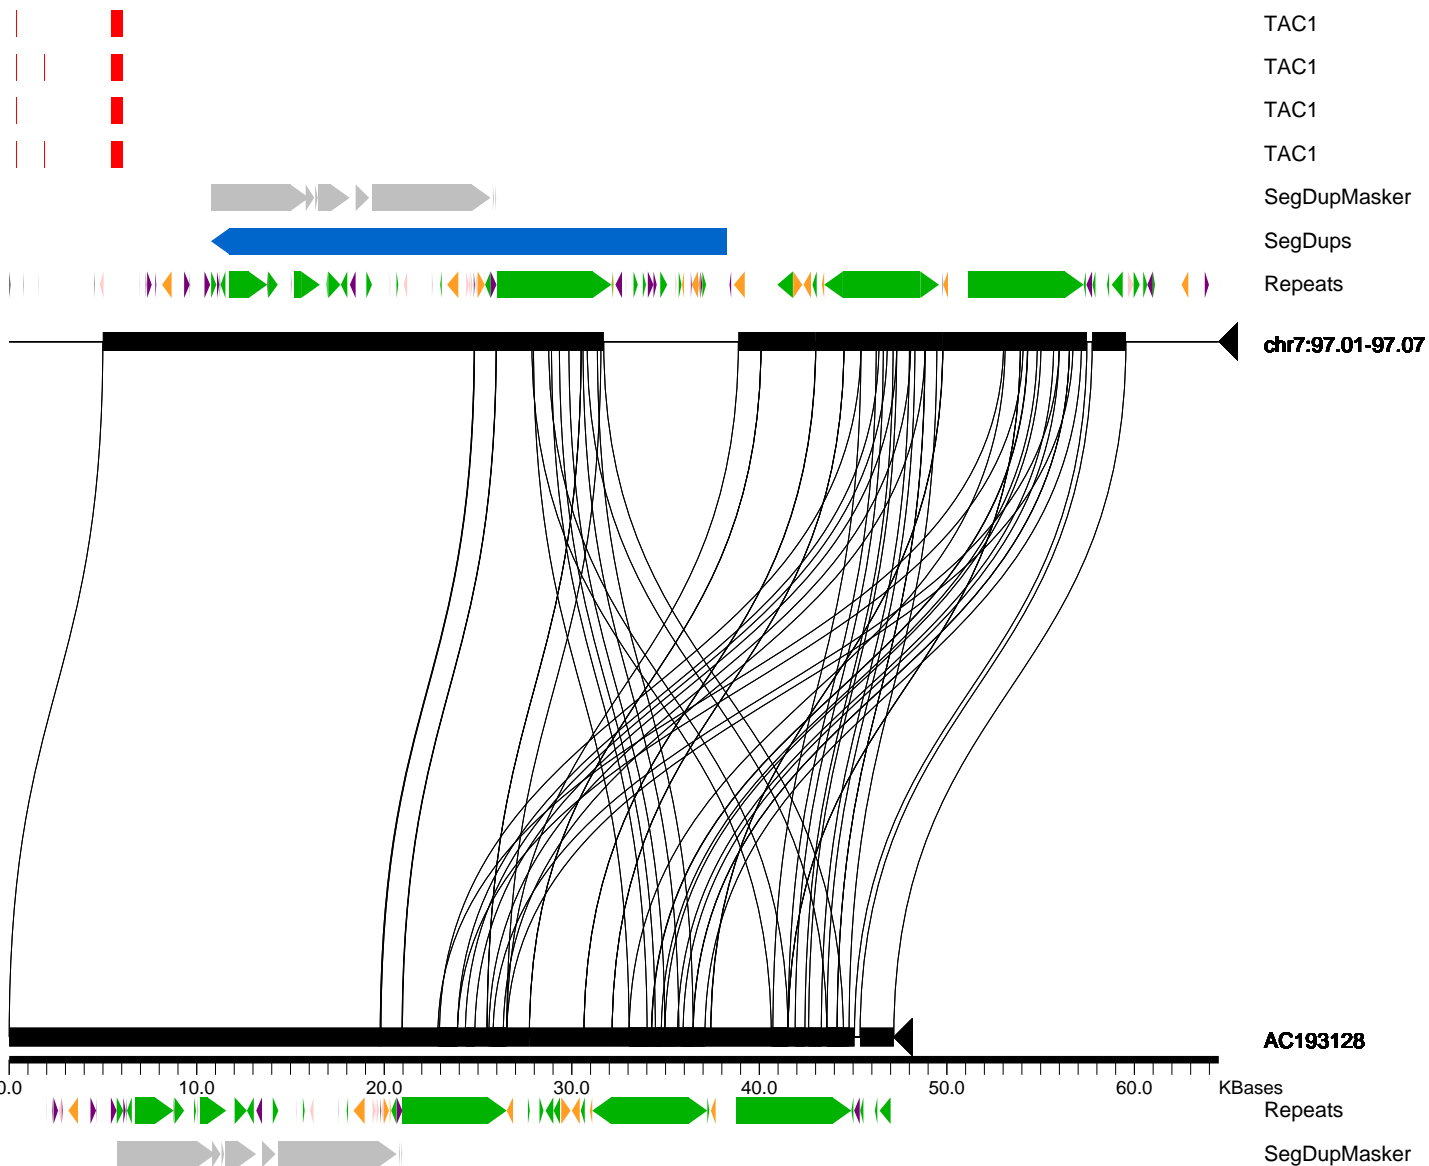 TAC1
TAC1
TAC1
TAC1
SegDupMasker
SegDups
Repeats
chr7:97.01-97.07
AC193128
0.0 10.0 20.0 30.0 40.0 50.0 60.0 KBases
Repeats
SegDupMasker